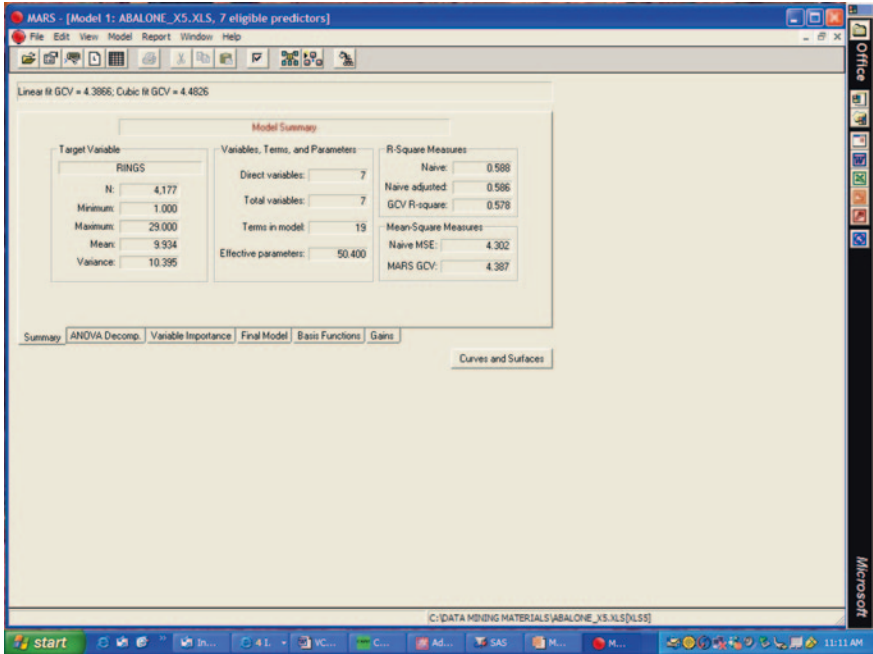 MARS - [Model 1: ABALONE_X5.XLS, 7 eligible predictors]
File Edit View Model Report Window Help
Linear fit GCV = 4.3866; Cubic fit GCV = 4.4826
Model Summary
Target Variable
RINGS
N: 4,177
Minimum: 1.000
Maximum: 29.000
Mean: 9.934
Variance: 10.395
Variables, Terms, and Parameters
Direct variables: 7
Total variables: 7
Terms in model: 19
Effective parameters: 50.400
R-Square Measures
Naive: 0.588
Naive adjusted: 0.586
GCV R-square: 0.578
Mean-Square Measures
Naive MSE: 4.302
MARS GCV: 4.387
Summary ANOVA Decomp. Variable Importance Final Model Basis Functions Gains
Curves and Surfaces
C:\DATA MINING MATERIALS\ABALONE_X5.XLS[XLS5]
Office
Microsoft
start In... 4 I. VC... C... Ad... SAS M... M... 11:11 AM